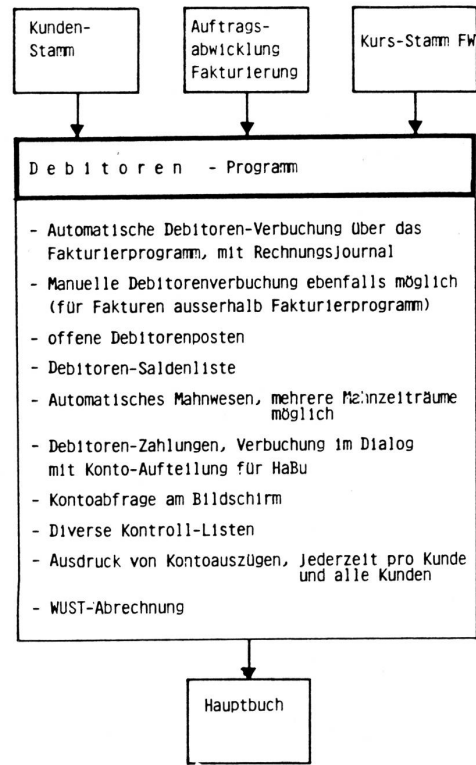 Kunden-
Stamm
Auftrags-
abwicklung
Fakturierung
Kurs-Stamm FW
Debitoren - Programm
- Automatische Debitoren-Verbuchung über das
Fakturierprogramm, mit Rechnungsjournal
- Manuelle Debitorenverbuchung ebenfalls möglich
(für Fakturen ausserhalb Fakturierprogramm)
- offene Debitorenposten
- Debitoren-Saldenliste
- Automatisches Mahnwesen, mehrere Mahnzeiträume
möglich
- Debitoren-Zahlungen, Verbuchung im Dialog
mit Konto-Aufteilung für HaBu
- Kontoabfrage am Bildschirm
- Diverse Kontroll-Listen
- Ausdruck von Kontoauszügen, Jederzeit pro Kunde
und alle Kunden
- WUST-Abrechnung
Hauptbuch